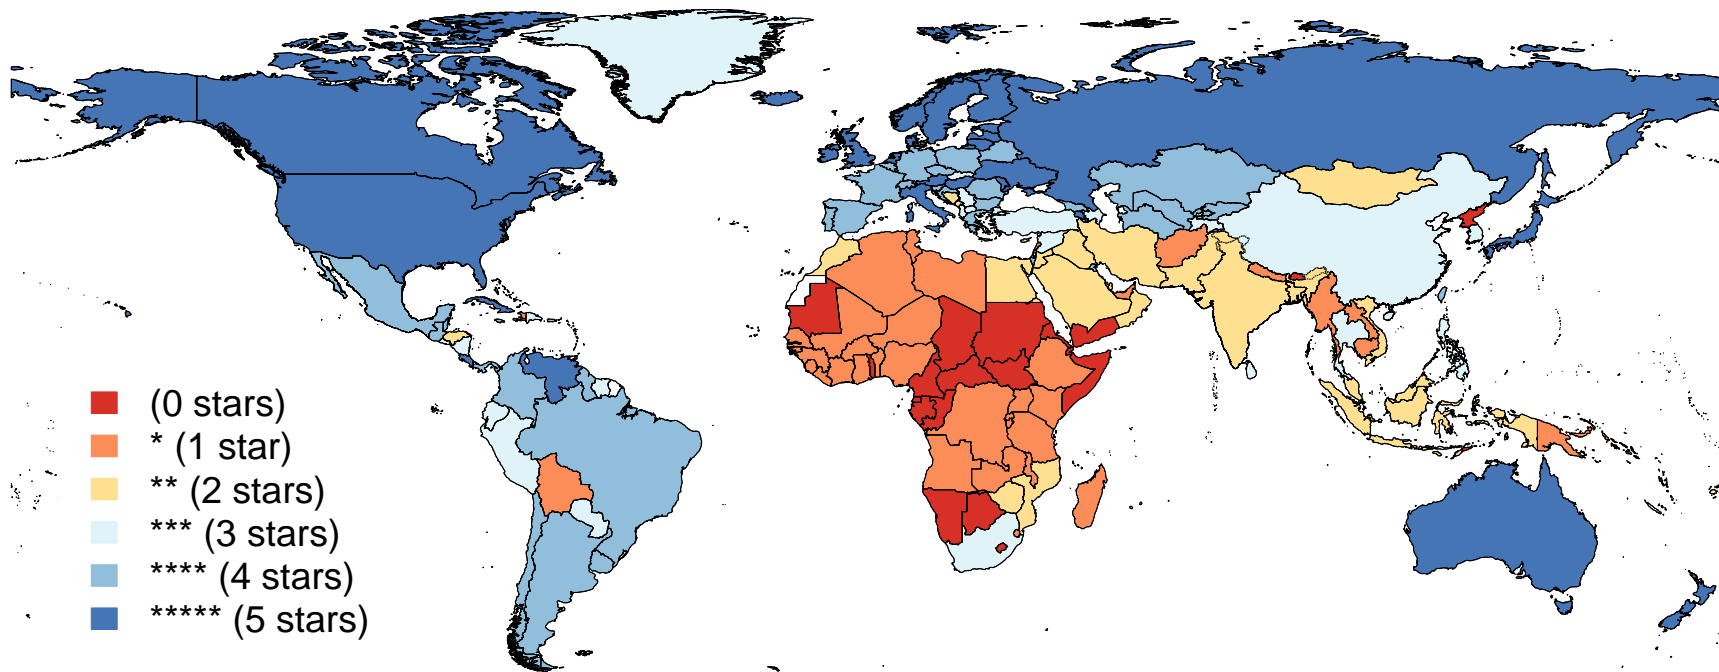 (0 stars)
* (1 star)
** (2 stars)
*** (3 stars)
**** (4 stars)
***** (5 stars)